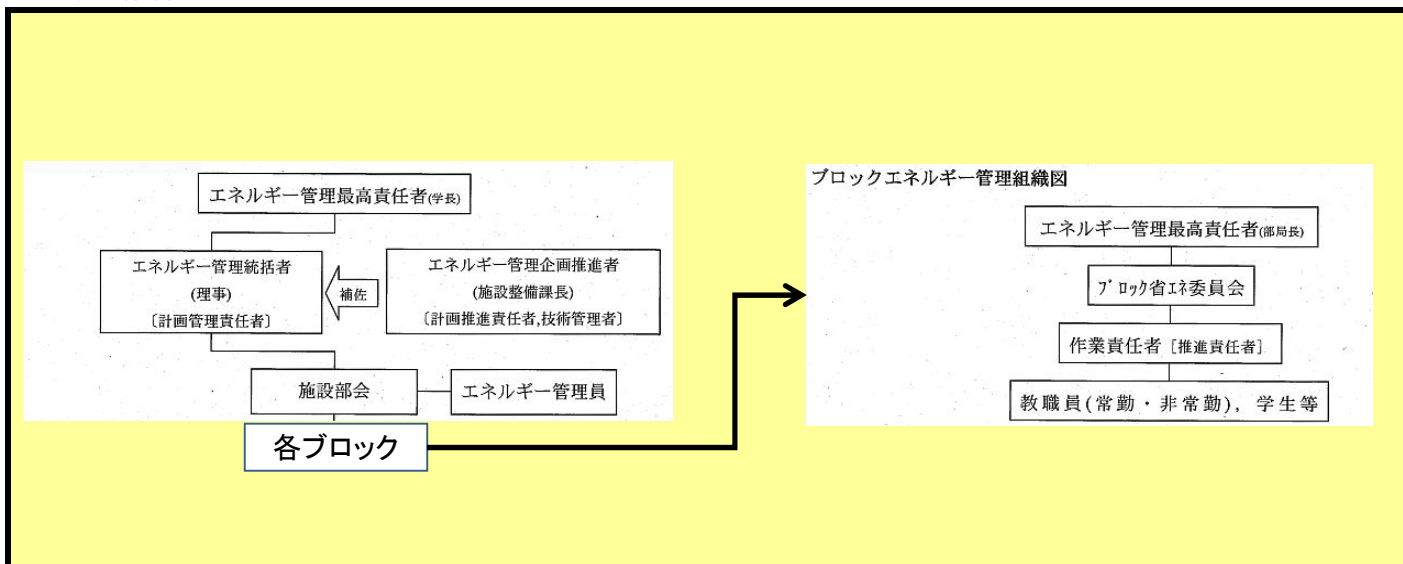 エネルギー管理最高責任者(学長)
エネルギー管理統括者
(理事)
〔計画管理責任者〕
補佐
エネルギー管理企画推進者
(施設整備課長)
〔計画推進責任者,技術管理者〕
施設部会
エネルギー管理員
各ブロック
ブロックエネルギー管理組織図
エネルギー管理最高責任者(部局長)
ﾌﾞﾛｯｸ省ｴﾈ委員会
作業責任者［推進責任者］
教職員(常勤・非常勤),学生等